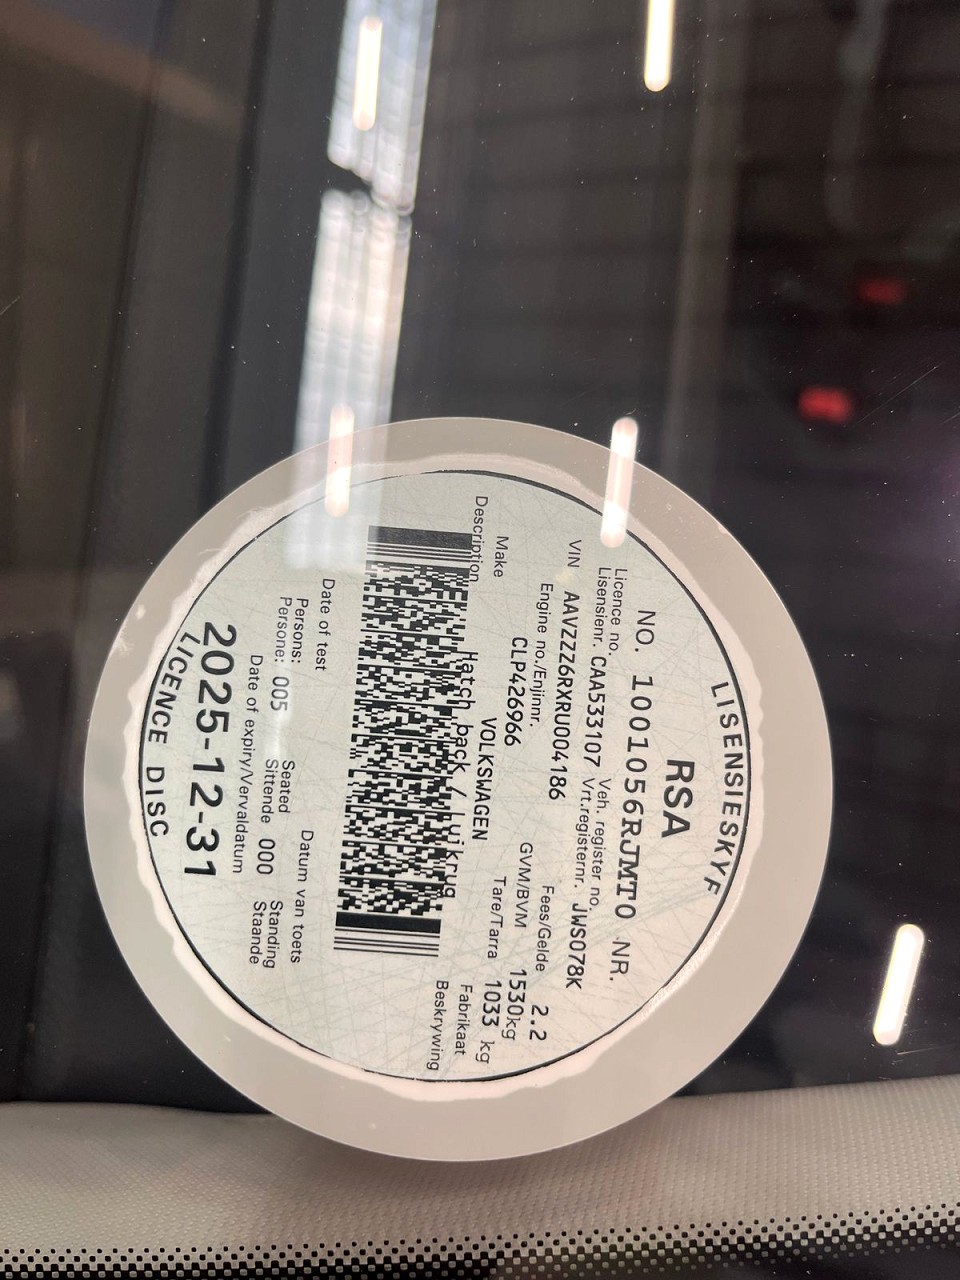 LISENSIESKYF
RSA
NO. 1001056RJMT0 NR.
Licence no. Veh. register no.
Lisensienr. CAA533107 Vrt.registernr. JWS078K
VIN AAVZZZ6RXRU004186
Engine no./Enjinnr. Fees/Gelde 2.2
CLP426966 GVM/BVM 1530kg
Make VOLKSWAGEN Tare/Tarra 1033 kg
Fabrikaat
Description Hatch back / Luikrug Beskrywing
Date of test Datum van toets
Persons: Seated Standing
Persone: 005 Sittende 000 Staande
Date of expiry/Vervaldatum
2025-12-31
LICENCE DISC